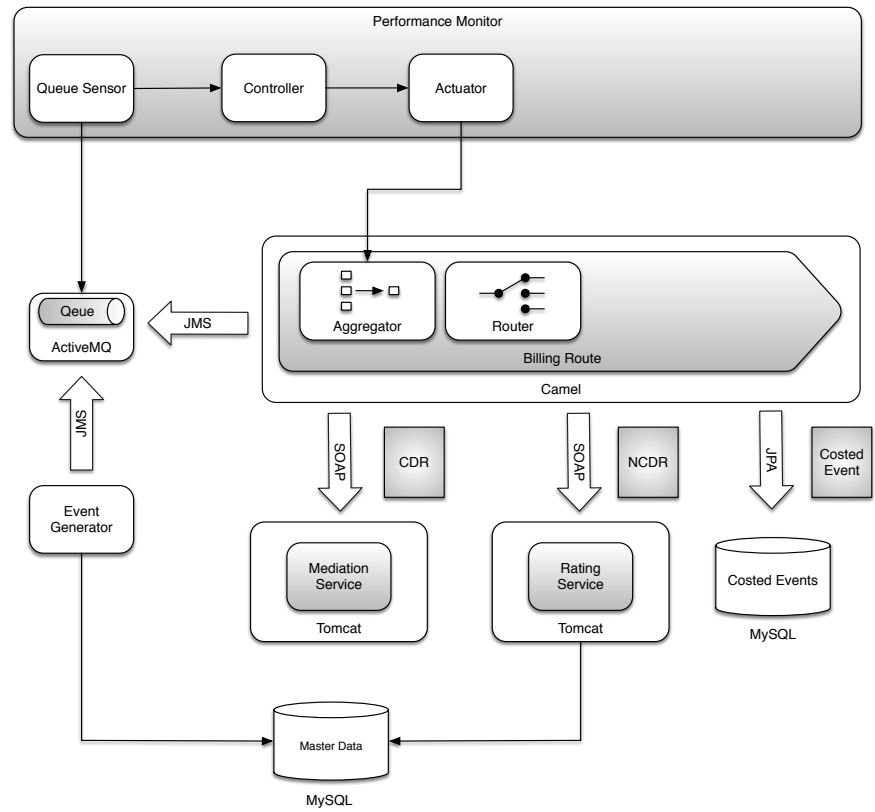 Performance Monitor
Queue Sensor
Controller
Actuator
Qeue
ActiveMQ
JMS
Aggregator
Router
Billing Route
Camel
JMS
SOAP
CDR
SOAP
NCDR
JPA
Costed
Event
Event
Generator
Mediation
Service
Tomcat
Rating
Service
Tomcat
Costed Events
MySQL
Master Data
MySQL